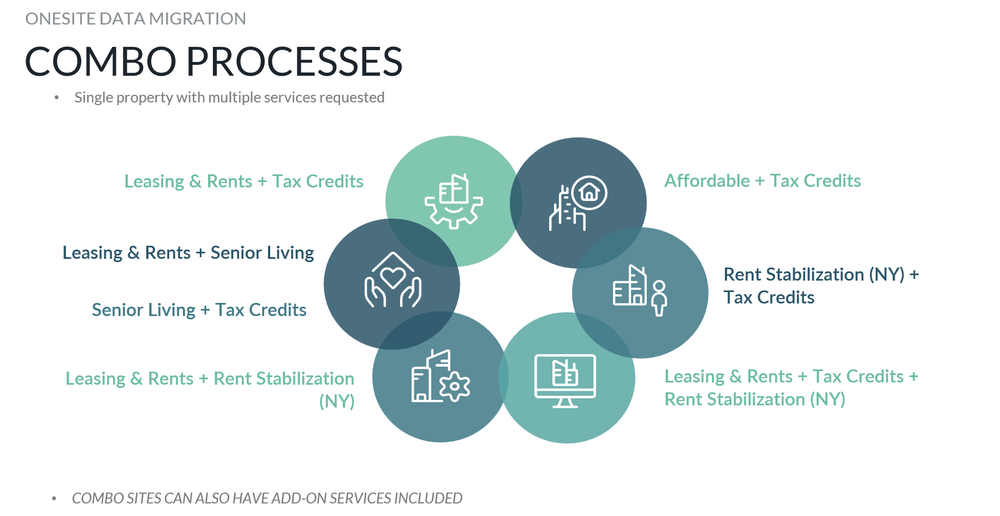 ONESITE DATA MIGRATION
COMBO PROCESSES
• Single property with multiple services requested
Leasing & Rents + Tax Credits
Affordable + Tax Credits
Leasing & Rents + Senior Living
Rent Stabilization (NY) +
Tax Credits
Senior Living + Tax Credits
Leasing & Rents + Rent Stabilization
(NY)
Leasing & Rents + Tax Credits +
Rent Stabilization (NY)
• COMBO SITES CAN ALSO HAVE ADD-ON SERVICES INCLUDED